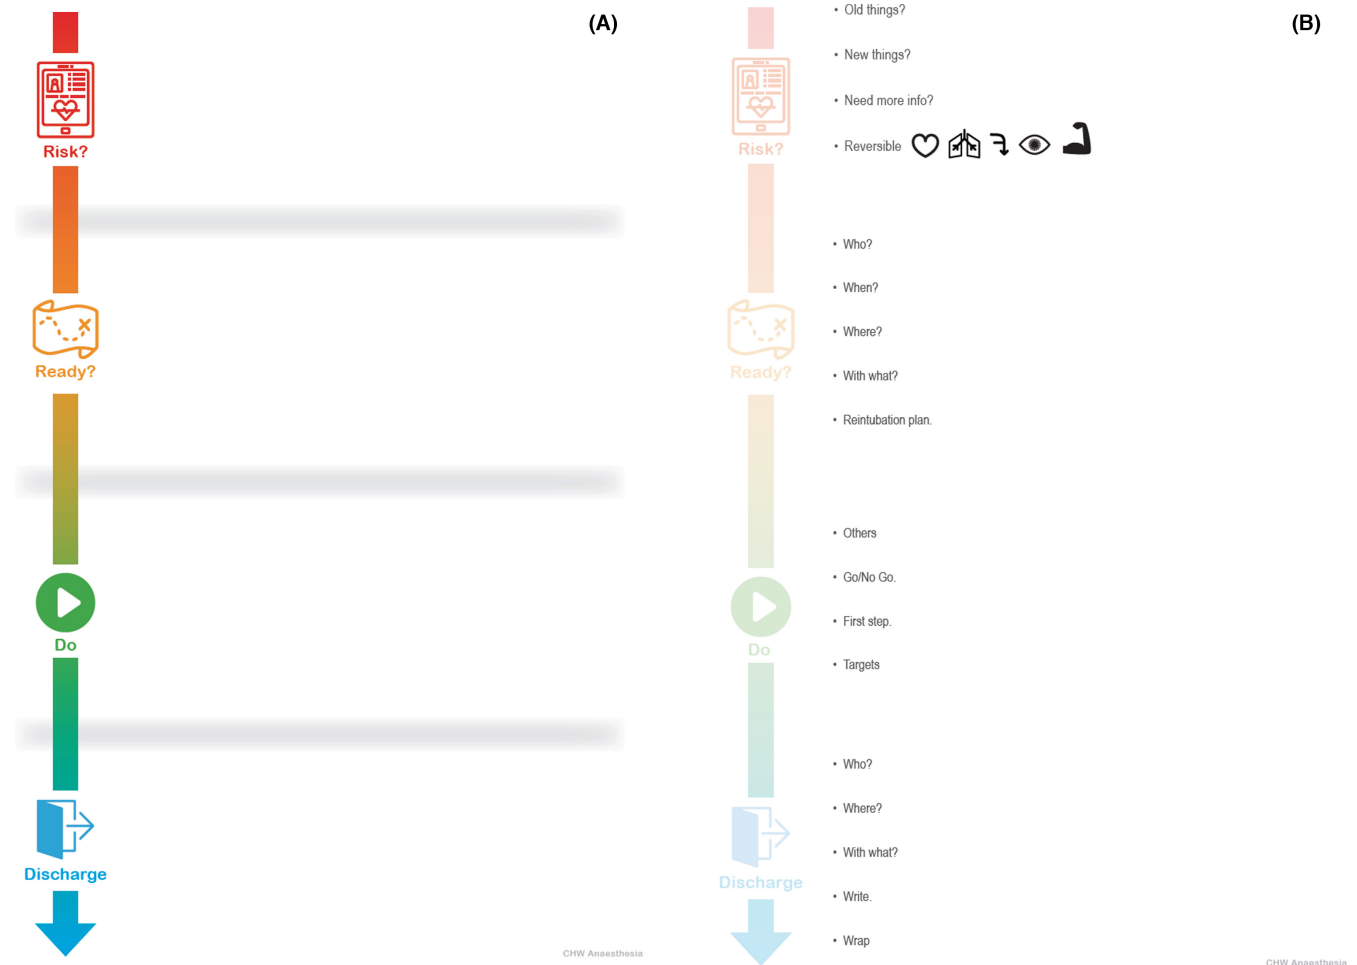 (A)
Risk?
Ready?
Do
Discharge
CHW Anaesthesia
(B)
• Old things?
• New things?
• Need more info?
• Reversible
Risk?
• Who?
• When?
• Where?
• With what?
• Reintubation plan.
Ready?
• Others
• Go/No Go.
• First step.
• Targets
Do
• Who?
• Where?
• With what?
• Write.
• Wrap
Discharge
CHW Anaesthesia